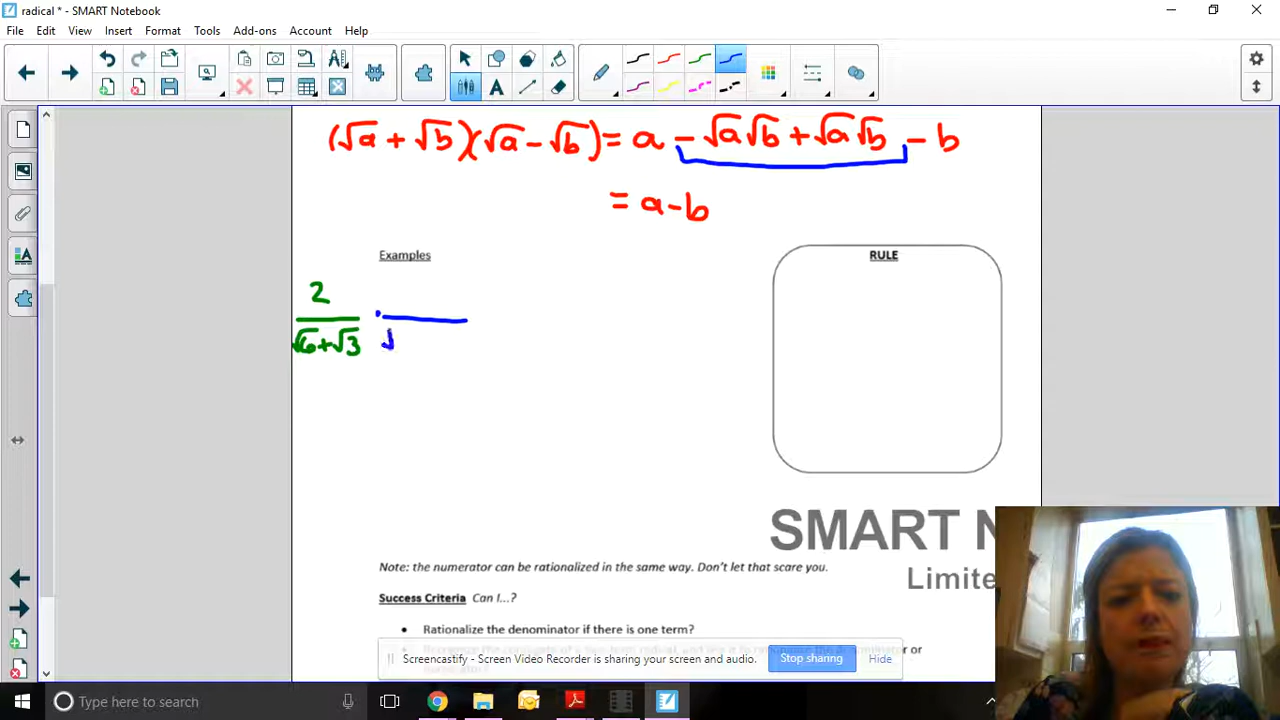 radical * - SMART Notebook
File Edit View Insert Format Tools Add-ons Account Help
(√a + √b)(√a - √b) = a - √a√b + √a√b - b
= a - b
Examples
RULE
2
√6+√3
√
SMART N
Limite
Note: the numerator can be rationalized in the same way. Don't let that scare you.
Success Criteria Can I...?
• Rationalize the denominator if there is one term?
Screencastify - Screen Video Recorder is sharing your screen and audio.
Stop sharing
Hide
Type here to search